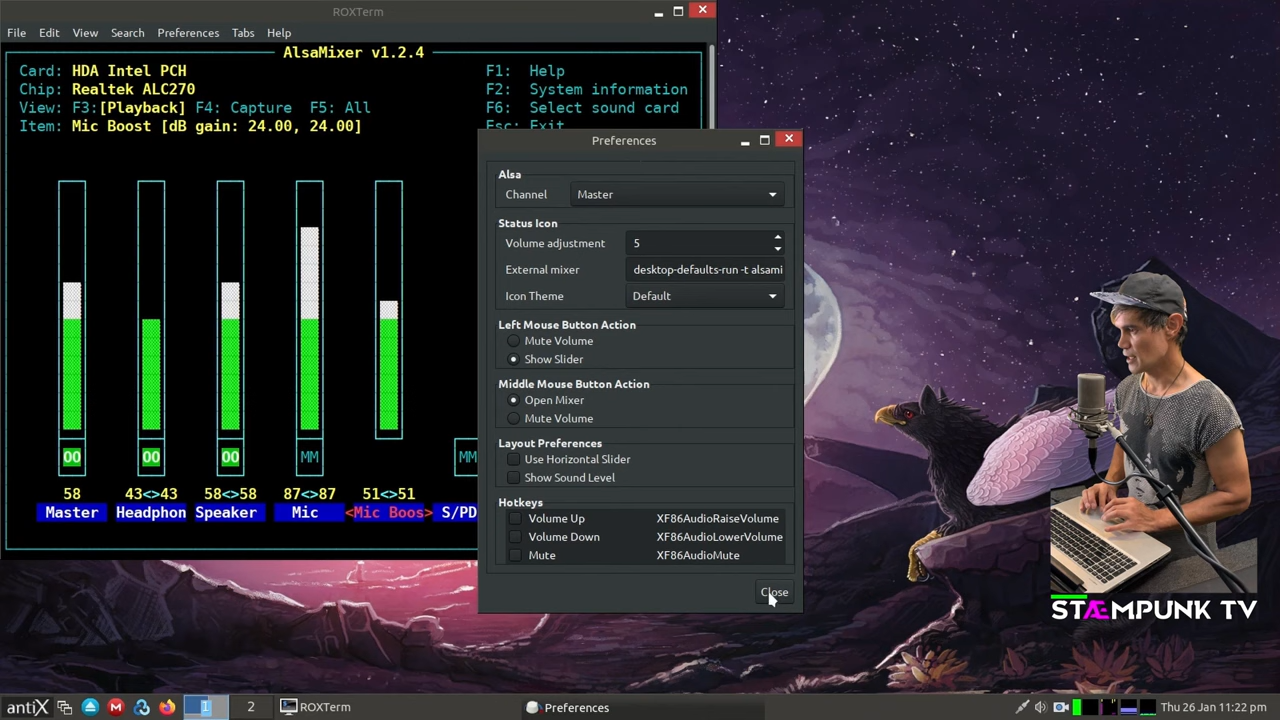 ROXTerm
File Edit View Search Preferences Tabs Help
AlsaMixer v1.2.4
Card: HDA Intel PCH
F1: Help
Chip: Realtek ALC270
F2: System information
View: F3:[Playback] F4: Capture F5: All
F6: Select sound card
Item: Mic Boost [dB gain: 24.00, 24.00]
Esc: Exit
00 00 00 MM MM
58 43<>43 58<>58 87<>87 51<>51
Master Headphon Speaker Mic <Mic Boos> S/PD
Preferences
Alsa
Channel Master
Status Icon
Volume adjustment 5
External mixer desktop-defaults-run -t alsami
Icon Theme Default
Left Mouse Button Action
Mute Volume
Show Slider
Middle Mouse Button Action
Open Mixer
Mute Volume
Layout Preferences
Use Horizontal Slider
Show Sound Level
Hotkeys
Volume Up XF86AudioRaiseVolume
Volume Down XF86AudioLowerVolume
Mute XF86AudioMute
Close
STÆMPUNK TV
antiX M 1 2 ROXTerm Preferences Thu 26 Jan 11:22 pm